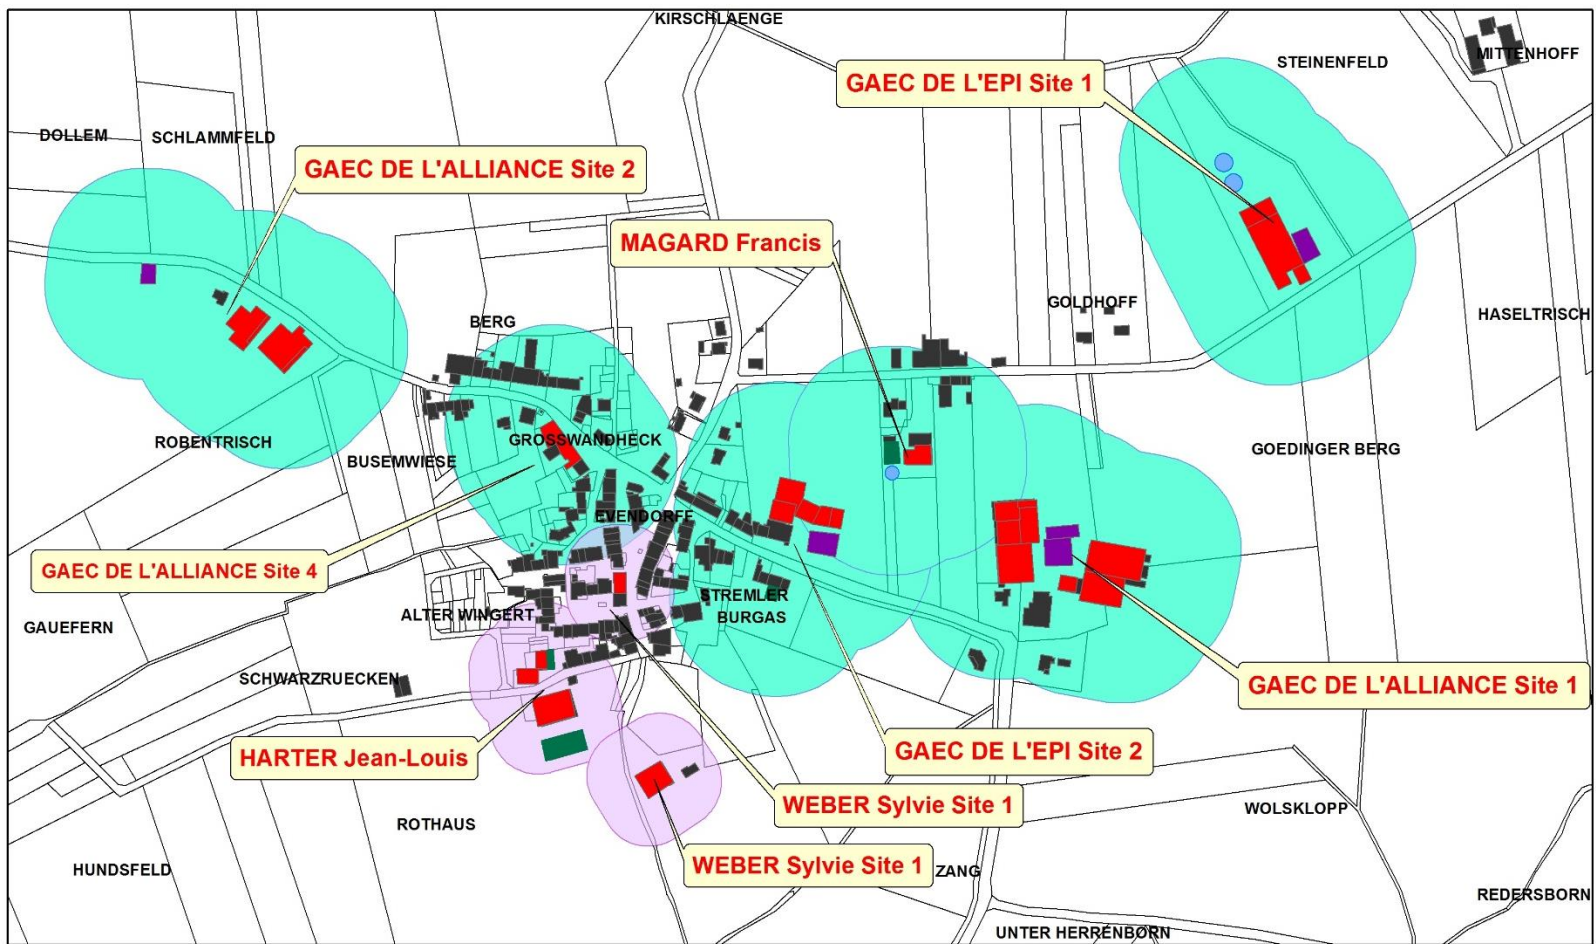 KIRSCHLAENGE
MITTENHOFF
STEINENFELD
GAEC DE L'EPI Site 1
DOLLEM
SCHLAMMFELD
GAEC DE L'ALLIANCE Site 2
MAGARD Francis
GOLDHOFF
HASELTRISCH
BERG
ROBENTRISCH
GROSSWANDHECK
BUSEMWIESE
GOEDINGER BERG
EVENDORFF
GAEC DE L'ALLIANCE Site 4
STREMLER
ALTER WINGERT
BURGAS
GAUEFERN
SCHWARZRUECKEN
GAEC DE L'ALLIANCE Site 1
HARTER Jean-Louis
GAEC DE L'EPI Site 2
WEBER Sylvie Site 1
WOLSKLOPP
ROTHAUS
WEBER Sylvie Site 1
HUNDSFELD
ZANG
REDERSBORN
UNTER HERRENBORN